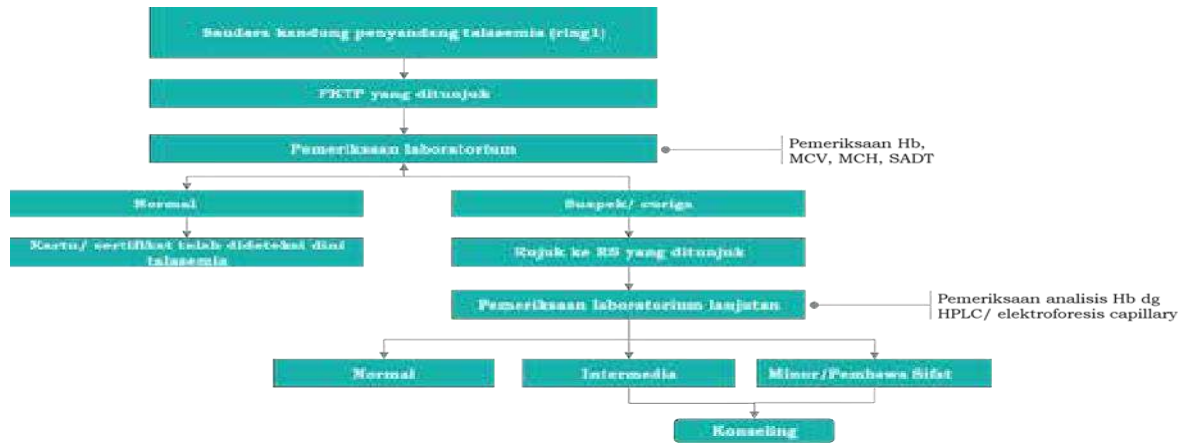 Saudara kandung penyandang talasemia (ring1)
FKTP yang ditunjuk
Pemeriksaan laboratorium
Pemeriksaan Hb,
MCV, MCH, SADT
Normal
Suspek/ curiga
Kartu/ sertifikat telah dideteksi dini
talasemia
Rujuk ke RS yang ditunjuk
Pemeriksaan laboratorium lanjutan
Pemeriksaan analisis Hb dg
HPLC/ elektroforesis capillary
Normal
Intermedia
Minor/Pembawa Sifat
Konseling